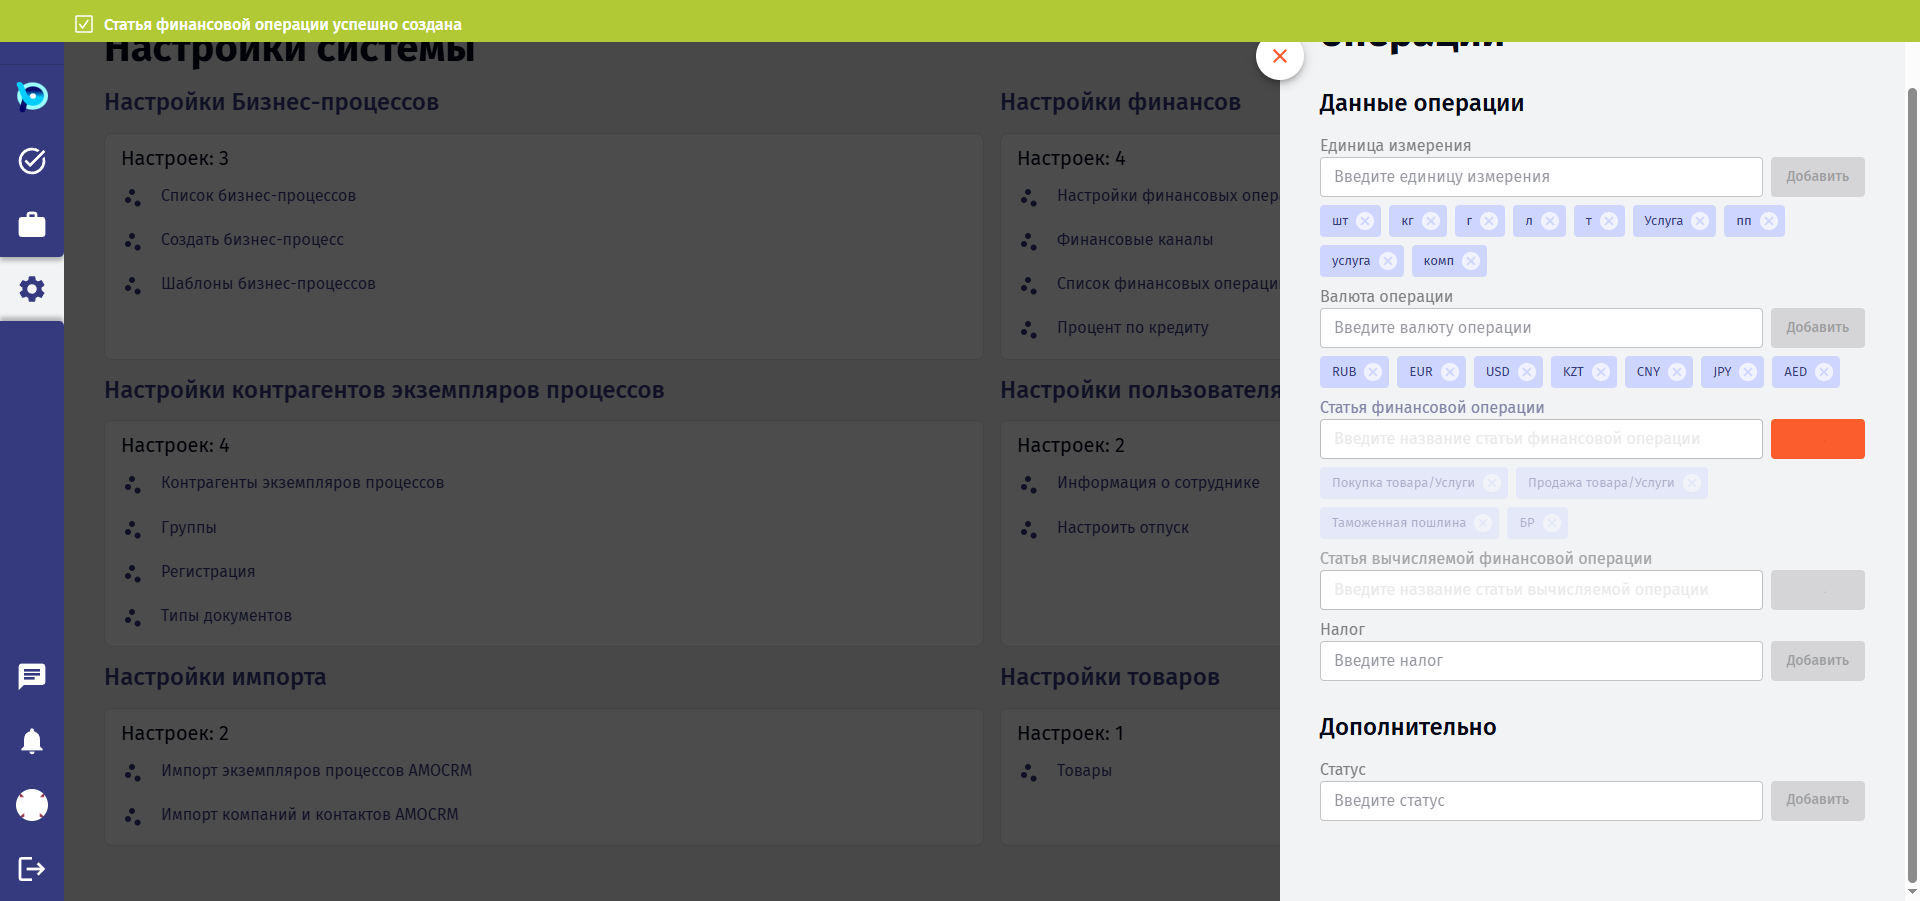 Статья финансовой операции успешно создана
Настройки системы
Настройки Бизнес-процессов
Настроек: 3
Список бизнес-процессов
Создать бизнес-процесс
Шаблоны бизнес-процессов
Настройки финансов
Настроек: 4
Настройки финансовых опер
Финансовые каналы
Список финансовых операци
Процент по кредиту
Настройки контрагентов экземпляров процессов
Настроек: 4
Контрагенты экземпляров процессов
Группы
Регистрация
Типы документов
Настройки пользователя
Настроек: 2
Информация о сотруднике
Настроить отпуск
Настройки импорта
Настроек: 2
Импорт экземпляров процессов AMOCRM
Импорт компаний и контактов AMOCRM
Настройки товаров
Настроек: 1
Товары
операции
Данные операции
Единица измерения
Введите единицу измерения Добавить
шт кг г л т Услуга пп
услуга комп
Валюта операции
Введите валюту операции Добавить
RUB EUR USD KZT CNY JPY AED
Статья финансовой операции
Введите название статьи финансовой операции
Покупка товара/Услуги Продажа товара/Услуги
Таможенная пошлина БР
Статья вычисляемой финансовой операции
Введите название статьи вычисляемой операции
Налог
Введите налог Добавить
Дополнительно
Статус
Введите статус Добавить